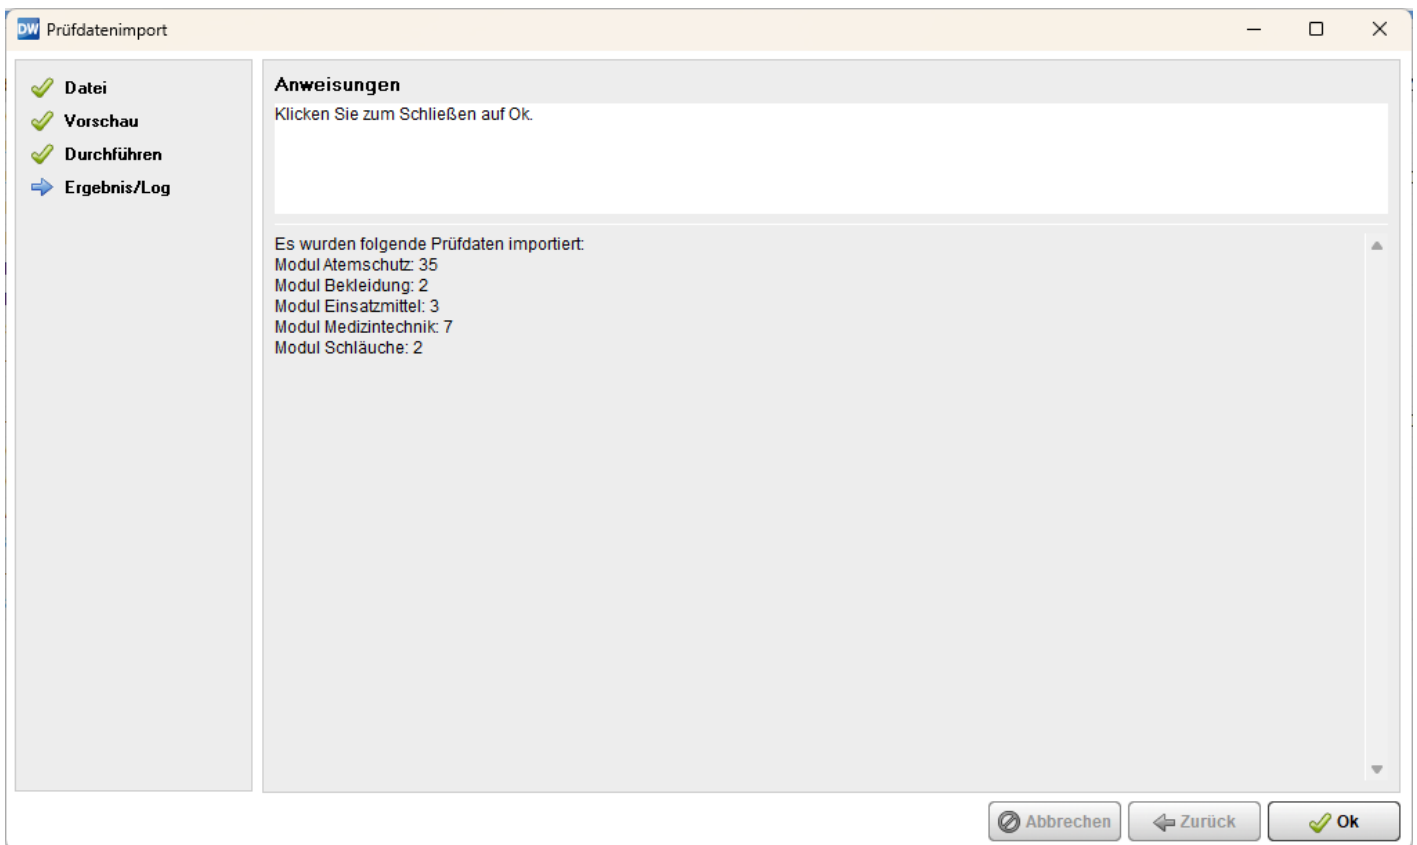 DW Prüfdatenimport
Datei
Vorschau
Durchführen
Ergebnis/Log
Anweisungen
Klicken Sie zum Schließen auf Ok.
Es wurden folgende Prüfdaten importiert:
Modul Atemschutz: 35
Modul Bekleidung: 2
Modul Einsatzmittel: 3
Modul Medizintechnik: 7
Modul Schläuche: 2
Abbrechen
Zurück
Ok